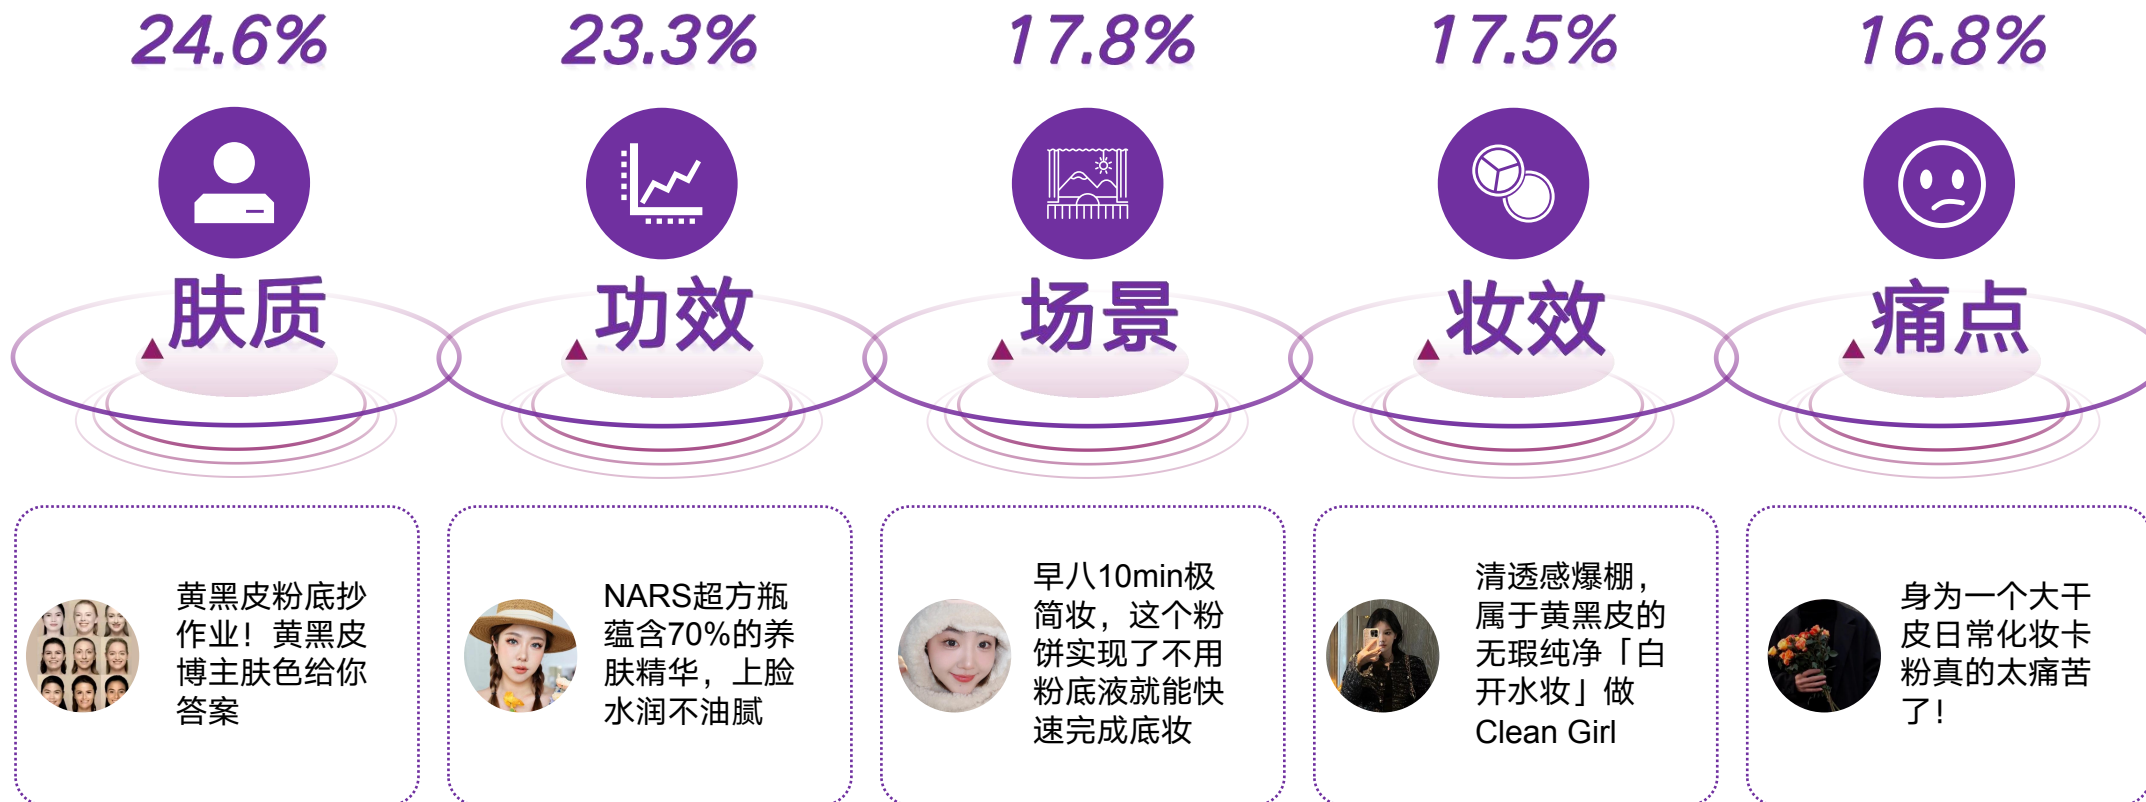 24.6%
23.3%
17.8%
17.5%
16.8%
肤质
功效
场景
妆效
痛点
黄黑皮粉底抄
作业！黄黑皮
博主肤色给你
答案
NARS超方瓶
蕴含70%的养
肤精华，上脸
水润不油腻
早八10min极
简妆，这个粉
饼实现了不用
粉底液就能快
速完成底妆
清透感爆棚，
属于黄黑皮的
无瑕纯净「白
开水妆」做
Clean Girl
身为一个大干
皮日常化妆卡
粉真的太痛苦
了！